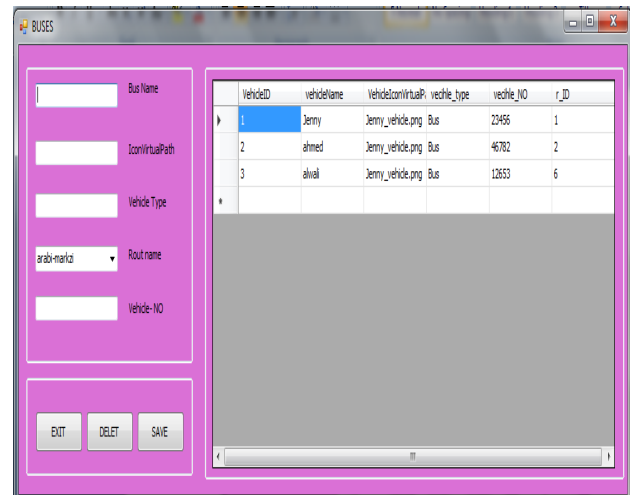 BUSES
Bus Name
IconVirtualPath
Vehicle Type
arabi-markzi Rout name
Vehicle- NO
EXIT DELET SAVE
VehicleID vehicleName VehicleIconVirtualP vecihle_type vecihle_NO r_ID
1 Jenny Jenny_vehicle.png Bus 23456 1
2 ahmed Jenny_vehicle.png Bus 46782 2
3 alwali Jenny_vehicle.png Bus 12653 6